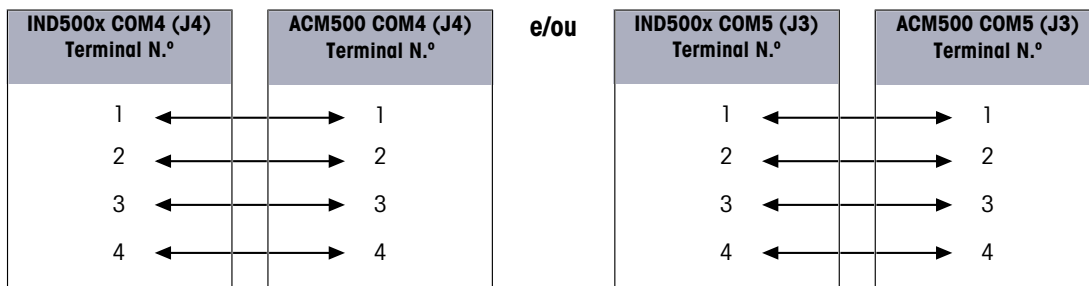 IND500x COM4 (J4)
Terminal N.º
ACM500 COM4 (J4)
Terminal N.º
1 1
2 2
3 3
4 4
e/ou
IND500x COM5 (J3)
Terminal N.º
ACM500 COM5 (J3)
Terminal N.º
1 1
2 2
3 3
4 4